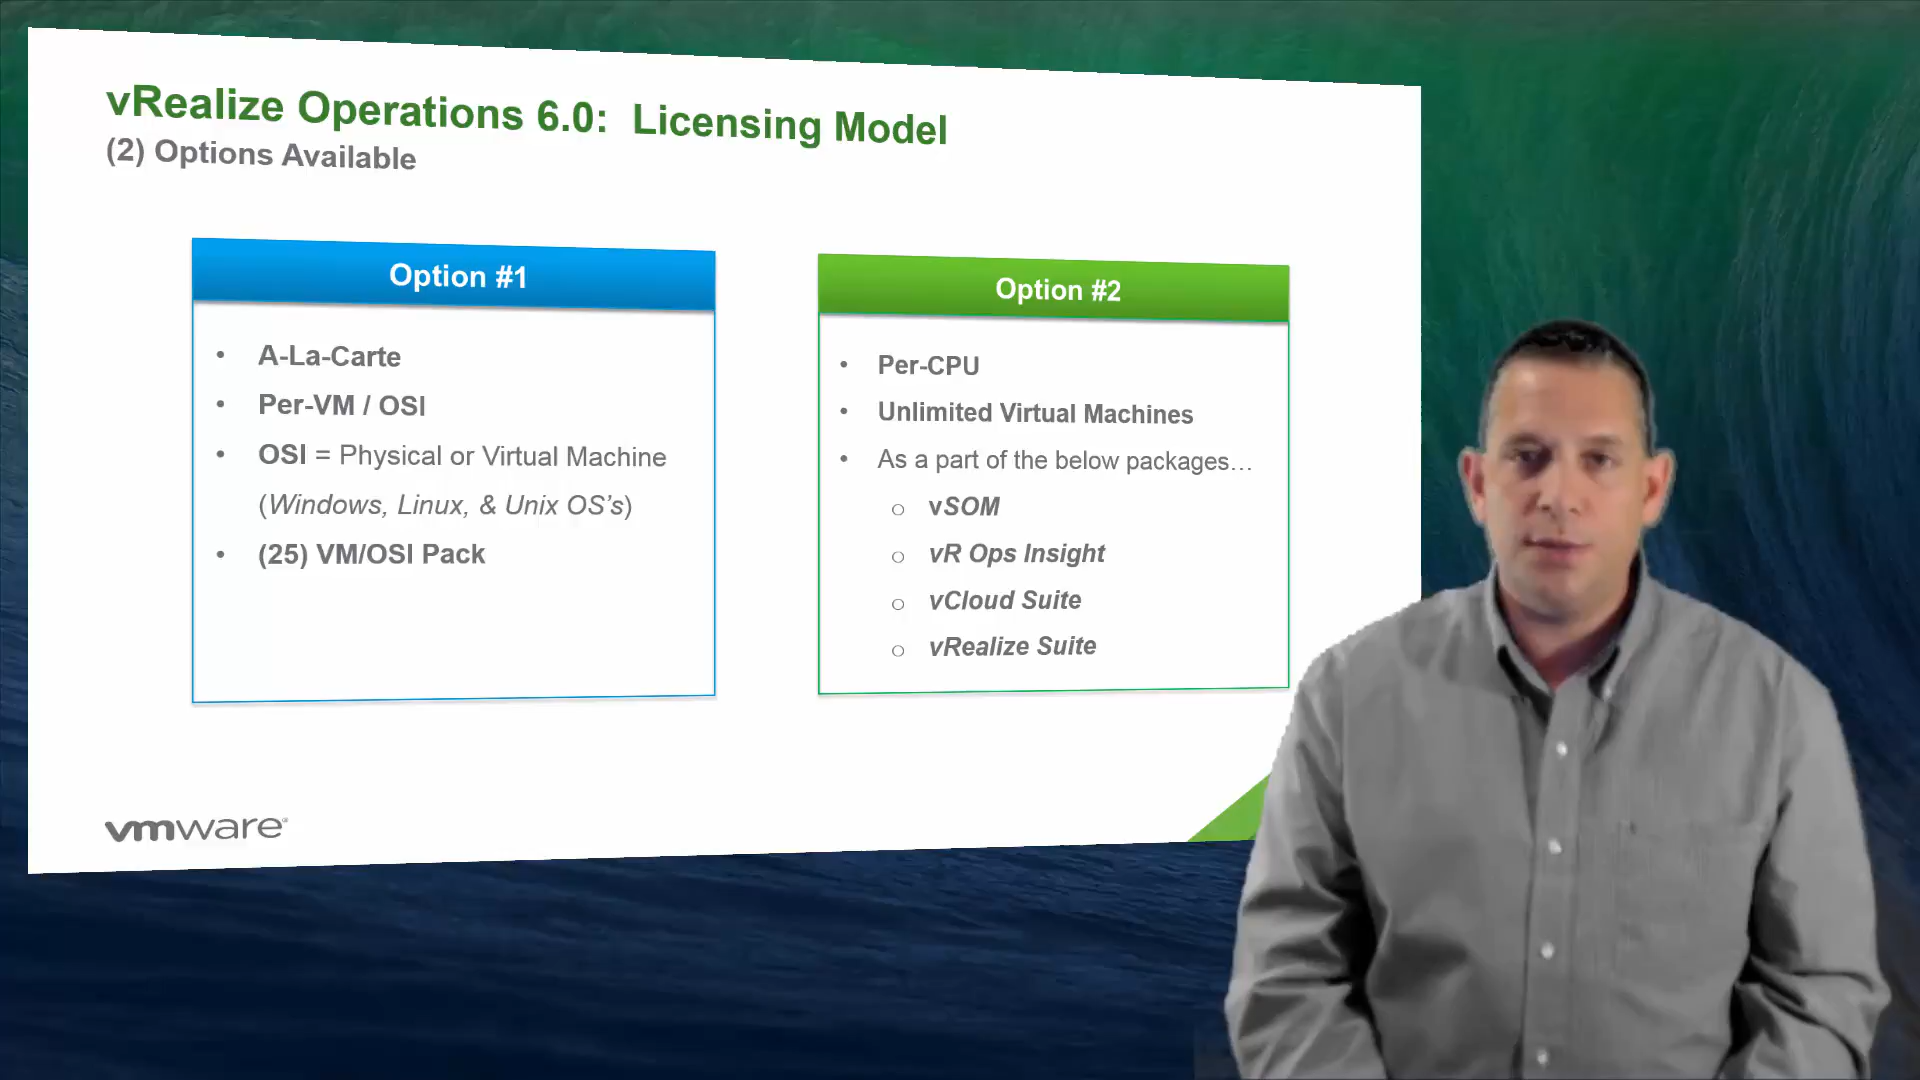 vRealize Operations 6.0:  Licensing Model
(2) Options Available
Option #1
• A-La-Carte
• Per-VM / OSI
• OSI = Physical or Virtual Machine
(Windows, Linux, & Unix OS’s)
• (25) VM/OSI Pack
Option #2
• Per-CPU
• Unlimited Virtual Machines
• As a part of the below packages…
o vSOM
o vR Ops Insight
o vCloud Suite
o vRealize Suite
vmware®